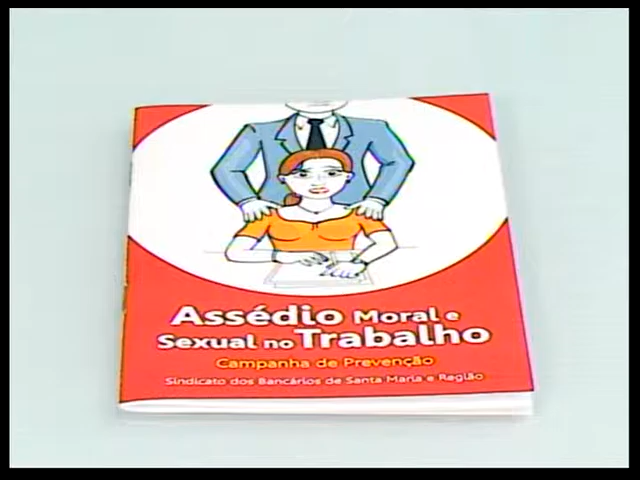 Assédio Moral e
Sexual no Trabalho
Campanha de Prevenção
Sindicato dos Bancários de Santa Maria e Região